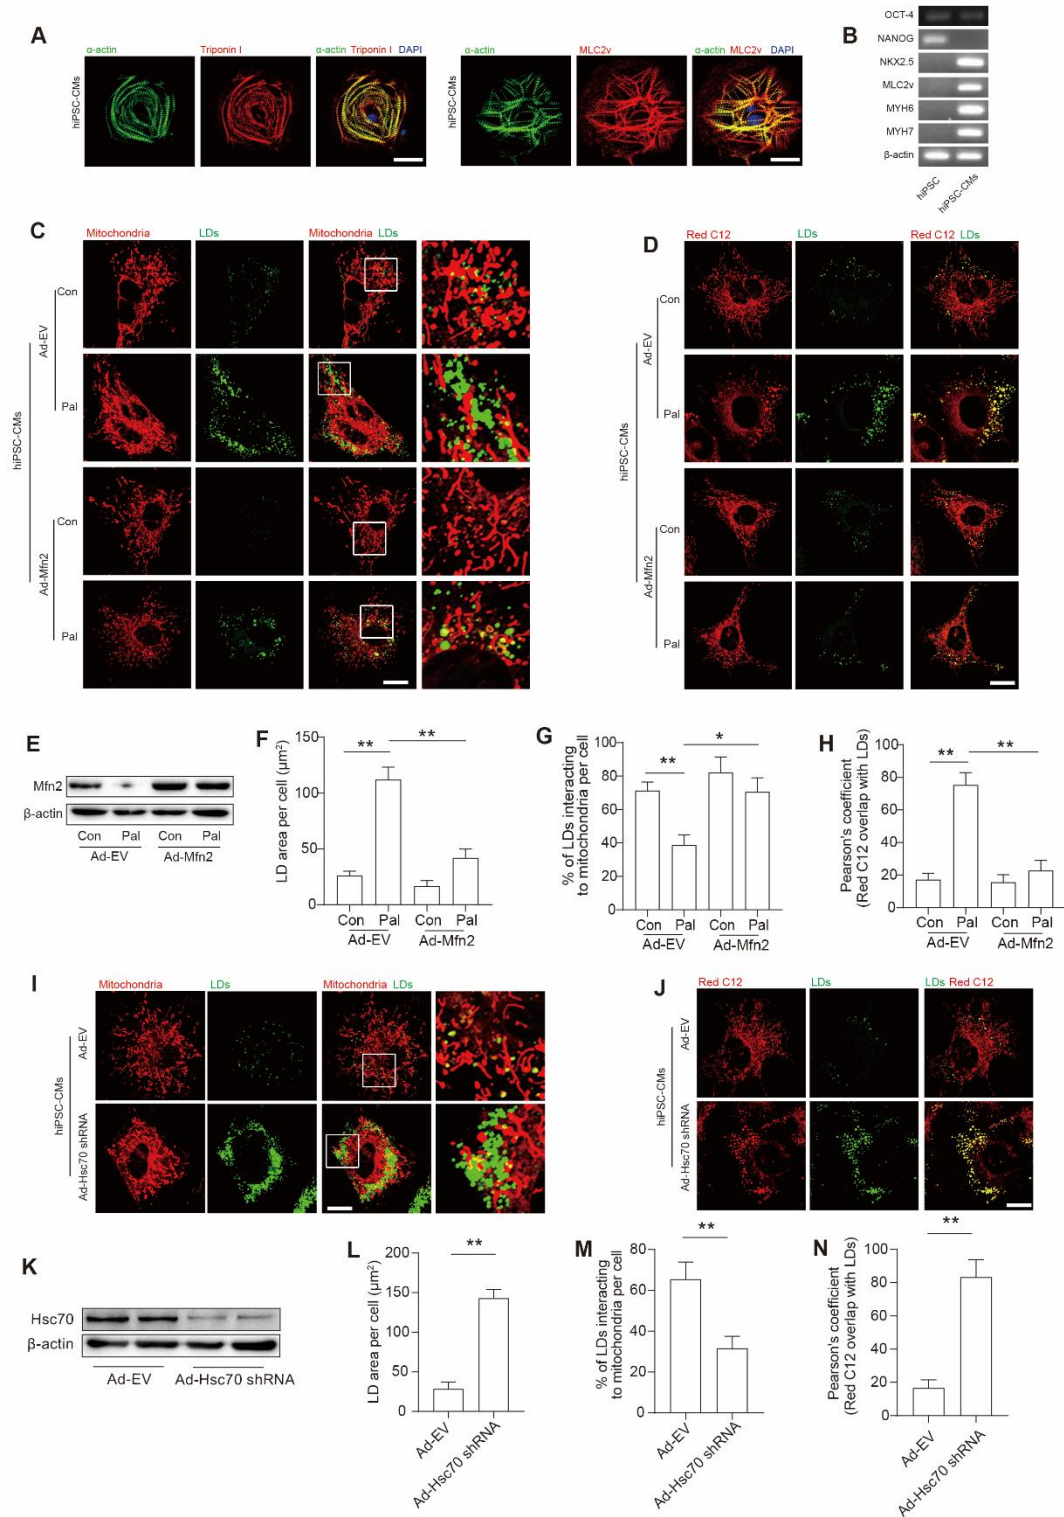 A
α-actin
Triponin I
α-actin Triponin I DAPI
hiPSC-CMs
α-actin
MLC2v
α-actin MLC2v DAPI
hiPSC-CMs
B
OCT-4
NANOG
NKX2.5
MLC2v
MYH6
MYH7
β-actin
hiPSC
hiPSC-CMs
C
Mitochondria
LDs
Mitochondria LDs
hiPSC-CMs
Ad-EV
Con
Pal
Ad-Mfn2
Con
Pal
D
Red C12
LDs
Red C12 LDs
hiPSC-CMs
Ad-EV
Con
Pal
Ad-Mfn2
Con
Pal
E
Mfn2
β-actin
Con Pal Con Pal
Ad-EV Ad-Mfn2
F
LD area per cell (µm²)
150
100
50
0
** **
Con Pal Con Pal
Ad-EV Ad-Mfn2
G
% of LDs interacting
to mitochondria per cell
100
80
60
40
20
0
** *
Con Pal Con Pal
Ad-EV Ad-Mfn2
H
Pearson's coefficient
(Red C12 overlap with LDs)
100
80
60
40
20
0
** **
Con Pal Con Pal
Ad-EV Ad-Mfn2
I
Mitochondria
LDs
Mitochondria LDs
hiPSC-CMs
Ad-EV
Ad-Hsc70 shRNA
J
Red C12
LDs
LDs Red C12
hiPSC-CMs
Ad-EV
Ad-Hsc70 shRNA
K
Hsc70
β-actin
Ad-EV Ad-Hsc70 shRNA
L
LD area per cell (µm²)
200
150
100
50
0
**
Ad-EV
Ad-Hsc70 shRNA
M
% of LDs interacting
to mitochondria per cell
80
60
40
20
0
**
Ad-EV
Ad-Hsc70 shRNA
N
Pearson's coefficient
(Red C12 overlap with LDs)
100
80
60
40
20
0
**
Ad-EV
Ad-Hsc70 shRNA